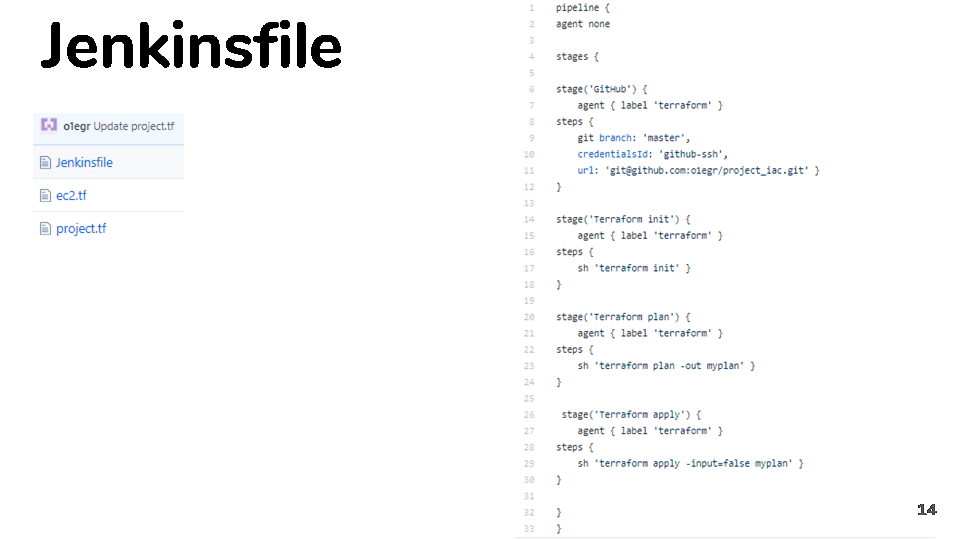 Jenkinsfile
o1egr Update project.tf
Jenkinsfile
ec2.tf
project.tf
1 pipeline {
2 agent none
3
4 stages {
5
6 stage('GitHub') {
7 agent { label 'terraform' }
8 steps {
9 git branch: 'master',
10 credentialsId: 'github-ssh',
11 url: 'git@github.com:o1egr/project_iac.git' }
12 }
13
14 stage('Terraform init') {
15 agent { label 'terraform' }
16 steps {
17 sh 'terraform init' }
18 }
19
20 stage('Terraform plan') {
21 agent { label 'terraform' }
22 steps {
23 sh 'terraform plan -out myplan' }
24 }
25
26 stage('Terraform apply') {
27 agent { label 'terraform' }
28 steps {
29 sh 'terraform apply -input=false myplan' }
30 }
31
32 }
33 }
14